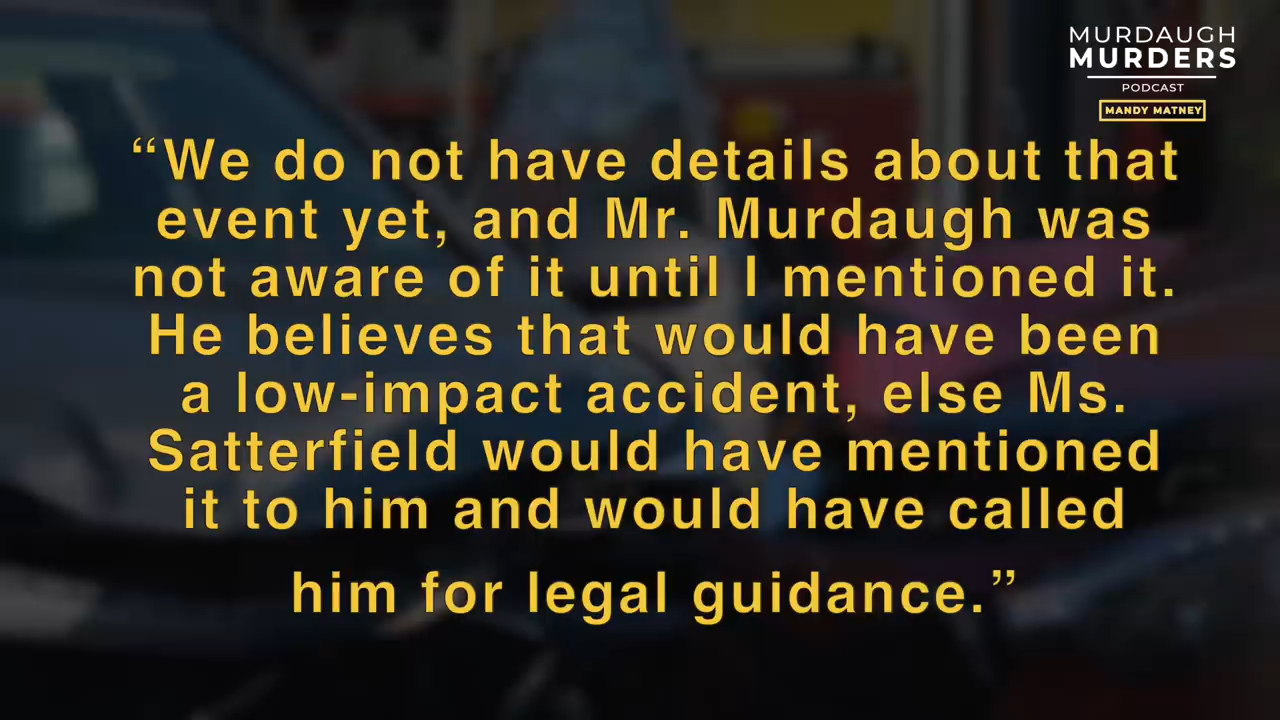 MURDAUGH
MURDERS
PODCAST
MANDY MATNEY
“We do not have details about that
event yet, and Mr. Murdaugh was
not aware of it until I mentioned it.
He believes that would have been
a low-impact accident, else Ms.
Satterfield would have mentioned
it to him and would have called
him for legal guidance.”